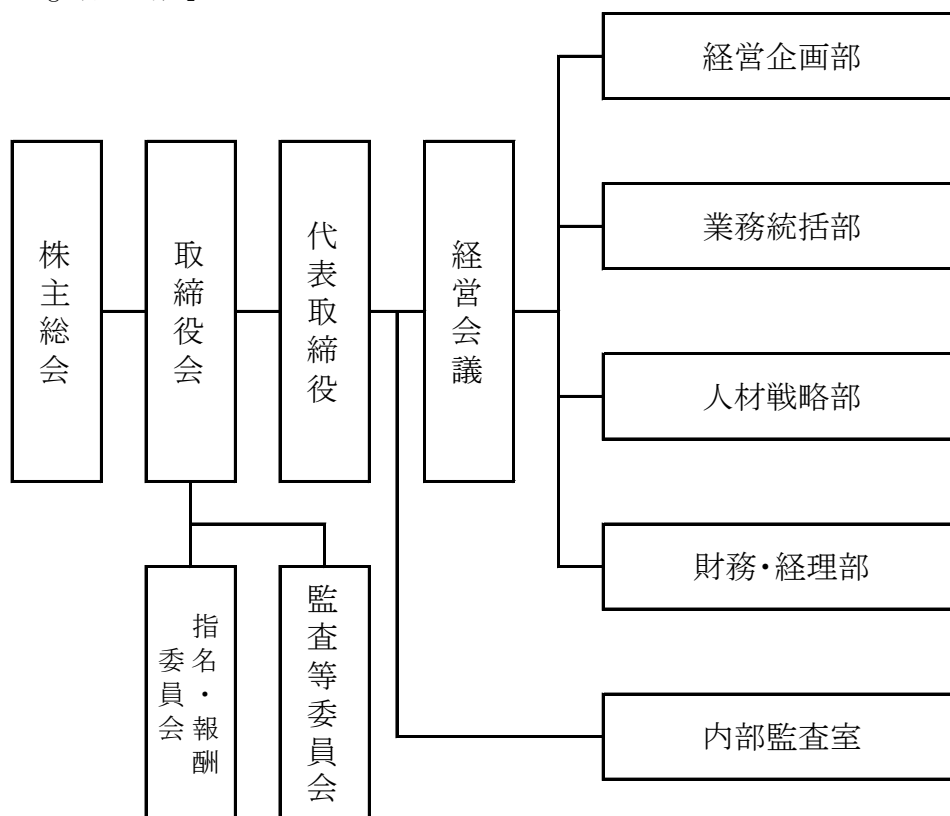 経営企画部
業務統括部
人材戦略部
財務・経理部
内部監査室
株主総会
取締役会
代表取締役
経営会議
指名・報酬
委員会
監査等委員会